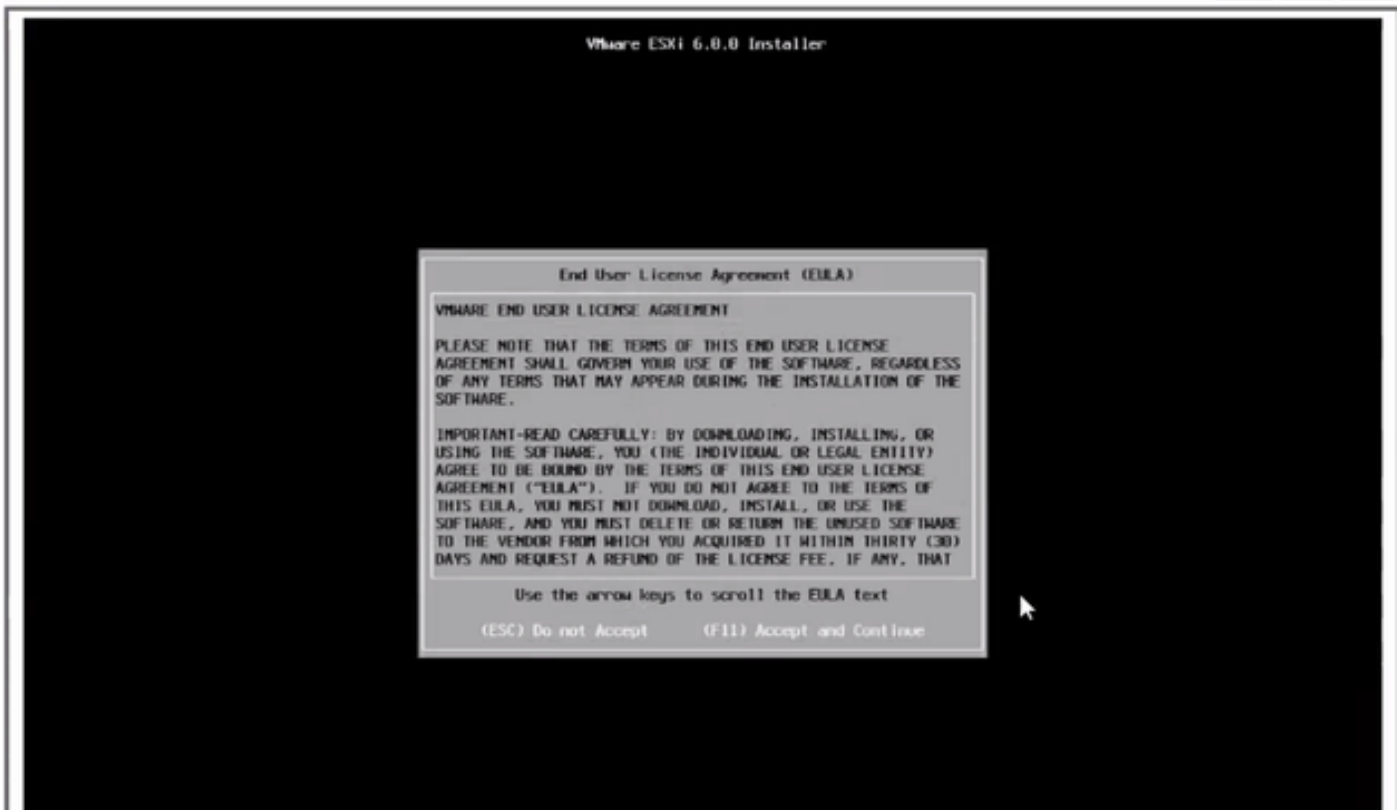 VMware ESXi 6.0.0 Installer
End User License Agreement (EULA)
VMWARE END USER LICENSE AGREEMENT
PLEASE NOTE THAT THE TERMS OF THIS END USER LICENSE
AGREEMENT SHALL GOVERN YOUR USE OF THE SOFTWARE, REGARDLESS
OF ANY TERMS THAT MAY APPEAR DURING THE INSTALLATION OF THE
SOFTWARE.
IMPORTANT-READ CAREFULLY: BY DOWNLOADING, INSTALLING, OR
USING THE SOFTWARE, YOU (THE INDIVIDUAL OR LEGAL ENTITY)
AGREE TO BE BOUND BY THE TERMS OF THIS END USER LICENSE
AGREEMENT ("EULA"). IF YOU DO NOT AGREE TO THE TERMS OF
THIS EULA, YOU MUST NOT DOWNLOAD, INSTALL, OR USE THE
SOFTWARE, AND YOU MUST DELETE OR RETURN THE UNUSED SOFTWARE
TO THE VENDOR FROM WHICH YOU ACQUIRED IT WITHIN THIRTY (30)
DAYS AND REQUEST A REFUND OF THE LICENSE FEE, IF ANY, THAT
Use the arrow keys to scroll the EULA text
(ESC) Do not Accept (F11) Accept and Continue